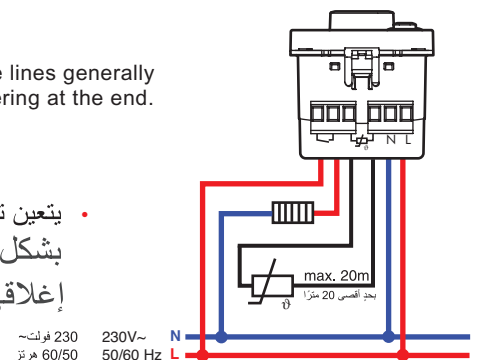 e lines generally
ering at the end.
N L
ϑ
max. 20m
بحدٍ أقصى 20 مترًا
ϑ
• يتعين ت
بشكل
إغلاقي
230 فولت~ 230V~ N
60/50 هرتز 50/60 Hz L